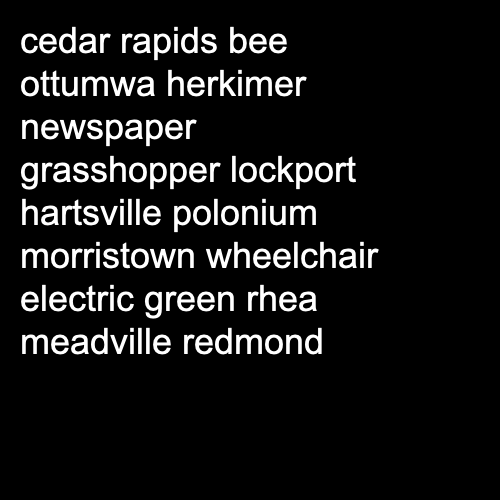 cedar rapids bee
ottumwa herkimer
newspaper
grasshopper lockport
hartsville polonium
morristown wheelchair
electric green rhea
meadville redmond